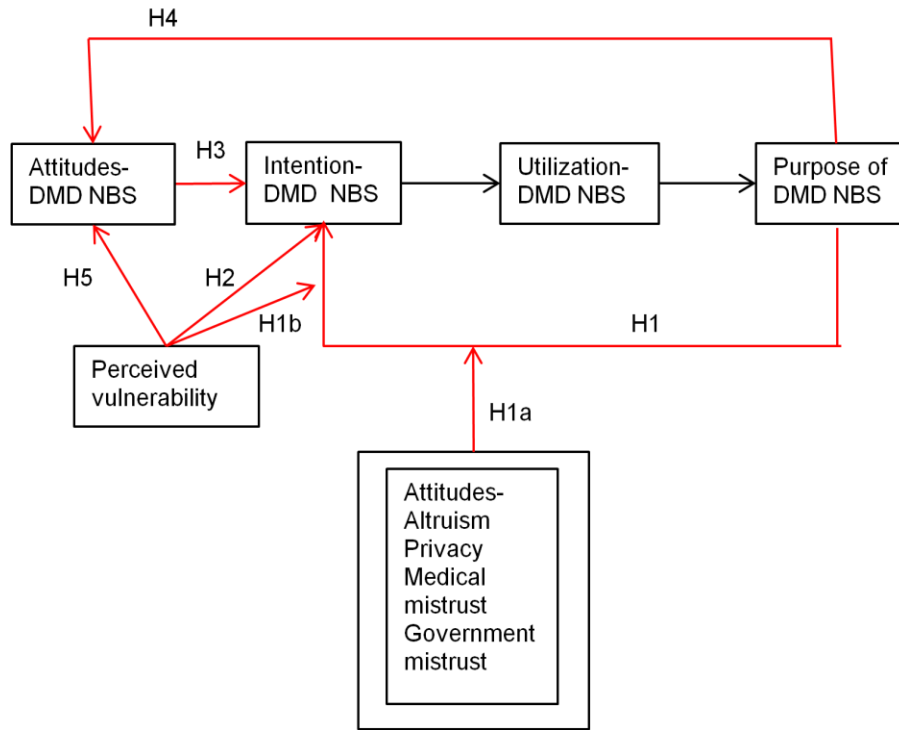 H4
H3
Attitudes-
DMD NBS
Intention-
DMD NBS
Utilization-
DMD NBS
Purpose of
DMD NBS
H5
H2
H1b
H1
Perceived
vulnerability
H1a
Attitudes-
Altruism
Privacy
Medical
mistrust
Government
mistrust